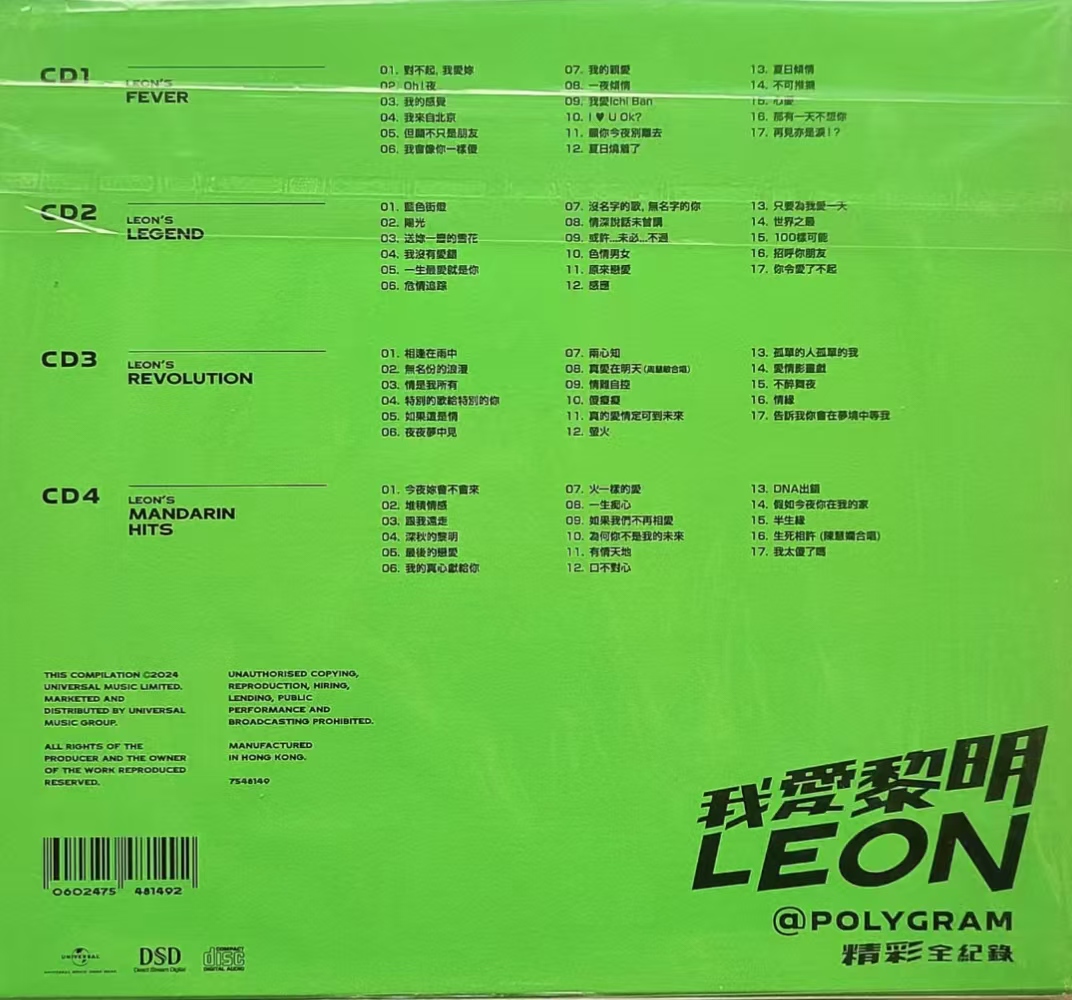 CD1
LEON'S
FEVER
01. 對不起, 我愛妳
02. Oh! 夜
03. 我的感覺
04. 我來自北京
05. 但願不只是朋友
06. 我會像你一樣傻
07. 我的親愛
08. 一夜傾情
09. 我愛Ichi Ban
10. I ♥ U Ok?
11. 願你今夜別離去
12. 夏日燒着了
13. 夏日傾情
14. 不可推擁
15. 心愛
16. 那有一天不想你
17. 再見亦是淚!?
CD2
LEON'S
LEGEND
01. 藍色街燈
02. 陽光
03. 送妳一瓣的雪花
04. 我沒有愛錯
05. 一生最愛就是你
06. 危情追踪
07. 沒名字的歌, 無名字的你
08. 情深說話未曾講
09. 或許...未必...不過
10. 色情男女
11. 原來戀愛
12. 感應
13. 只要為我愛一天
14. 世界之最
15. 100樣可能
16. 招呼你朋友
17. 你令愛了不起
CD3
LEON'S
REVOLUTION
01. 相逢在雨中
02. 無名份的浪漫
03. 情是我所有
04. 特別的歌給特別的你
05. 如果這是情
06. 夜夜夢中見
07. 兩心知
08. 真愛在明天 (周慧敏合唱)
09. 情難自控
10. 傻癡癡
11. 真的愛情定可到未來
12. 螢火
13. 孤單的人孤單的我
14. 愛情影畫戲
15. 不醉舞夜
16. 情緣
17. 告訴我你會在夢境中等我
CD4
LEON'S
MANDARIN
HITS
01. 今夜妳會不會來
02. 堆積情感
03. 跟我遠走
04. 深秋的黎明
05. 最後的戀愛
06. 我的真心獻給你
07. 火一樣的愛
08. 一生痴心
09. 如果我們不再相愛
10. 為何你不是我的未來
11. 有情天地
12. 口不對心
13. DNA出錯
14. 假如今夜你在我的家
15. 半生緣
16. 生死相許 (陳慧嫻合唱)
17. 我太傻了嗎
THIS COMPILATION ©2024
UNIVERSAL MUSIC LIMITED.
MARKETED AND
DISTRIBUTED BY UNIVERSAL
MUSIC GROUP.
ALL RIGHTS OF THE
PRODUCER AND THE OWNER
OF THE WORK REPRODUCED
RESERVED.
UNAUTHORISED COPYING,
REPRODUCTION, HIRING,
LENDING, PUBLIC
PERFORMANCE AND
BROADCASTING PROHIBITED.
MANUFACTURED
IN HONG KONG.
7548149
0602475 481492
UNIVERSAL
DSD
Direct Stream Digital
COMPACT
disc
DIGITAL AUDIO
我愛黎明
LEON
@POLYGRAM
精彩全紀錄